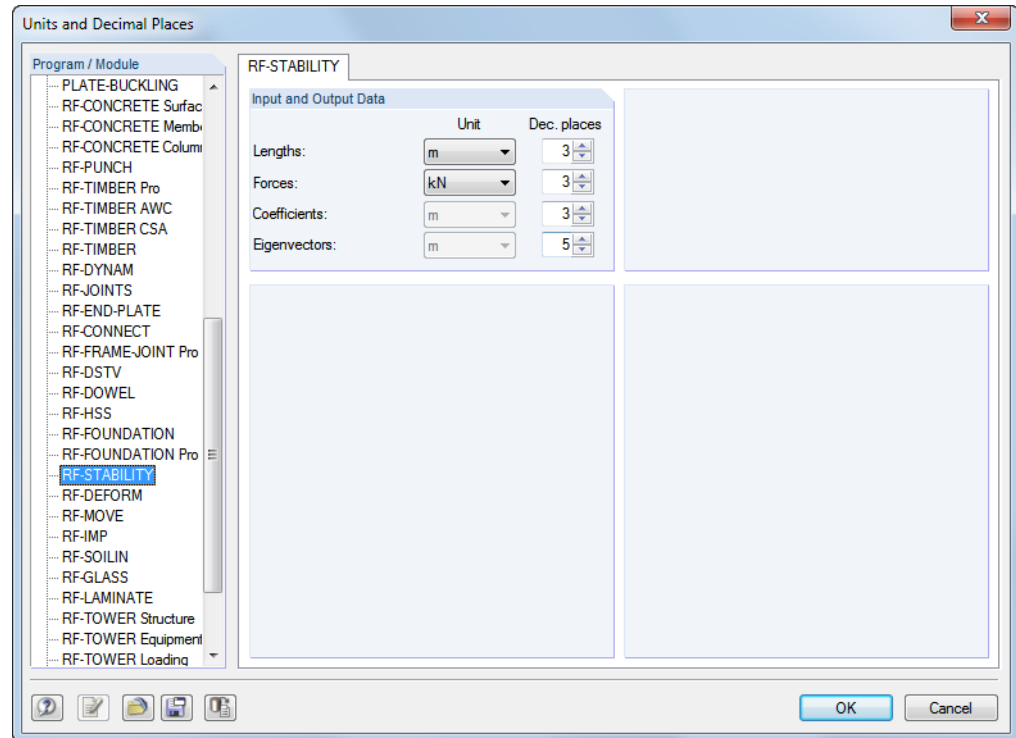 Units and Decimal Places
Program / Module
PLATE-BUCKLING
RF-CONCRETE Surfac
RF-CONCRETE Memb
RF-CONCRETE Colum
RF-PUNCH
RF-TIMBER Pro
RF-TIMBER AWC
RF-TIMBER CSA
RF-TIMBER
RF-DYNAM
RF-JOINTS
RF-END-PLATE
RF-CONNECT
RF-FRAME-JOINT Pro
RF-DSTV
RF-DOWEL
RF-HSS
RF-FOUNDATION
RF-FOUNDATION Pro
RF-STABILITY
RF-DEFORM
RF-MOVE
RF-IMP
RF-SOILIN
RF-GLASS
RF-LAMINATE
RF-TOWER Structure
RF-TOWER Equipment
RF-TOWER Loading
RF-STABILITY
Input and Output Data
Unit Dec. places
Lengths: m 3
Forces: kN 3
Coefficients: m 3
Eigenvectors: m 5
OK Cancel